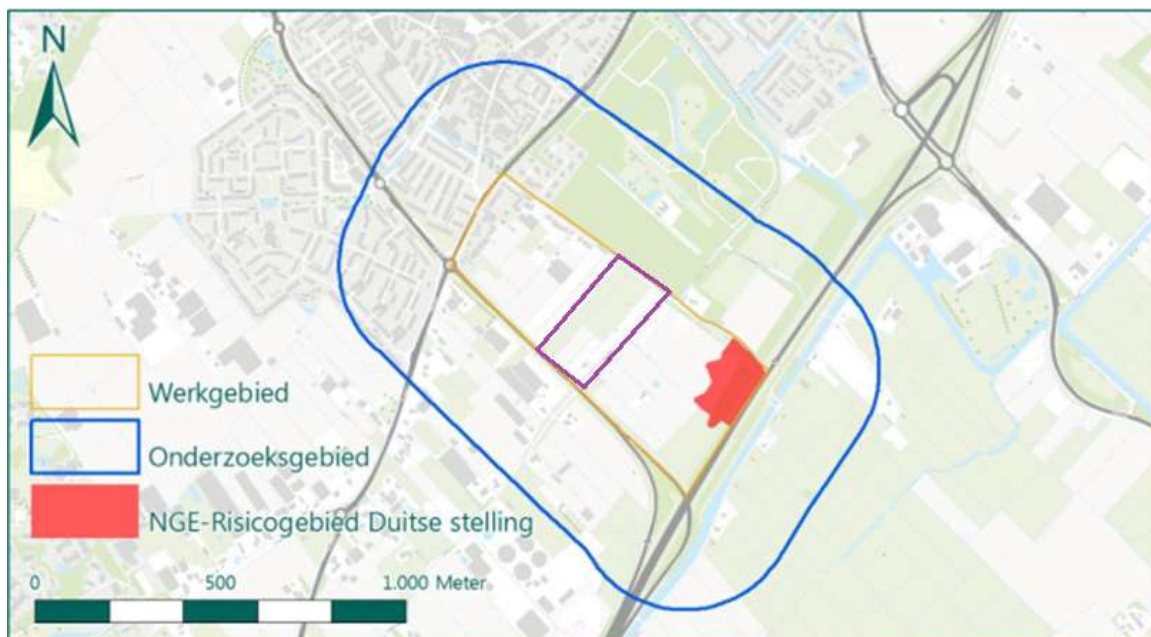 N
Werkgebied
Onderzoeksgebied
NGE-Risicogebied Duitse stelling
0 500 1.000 Meter